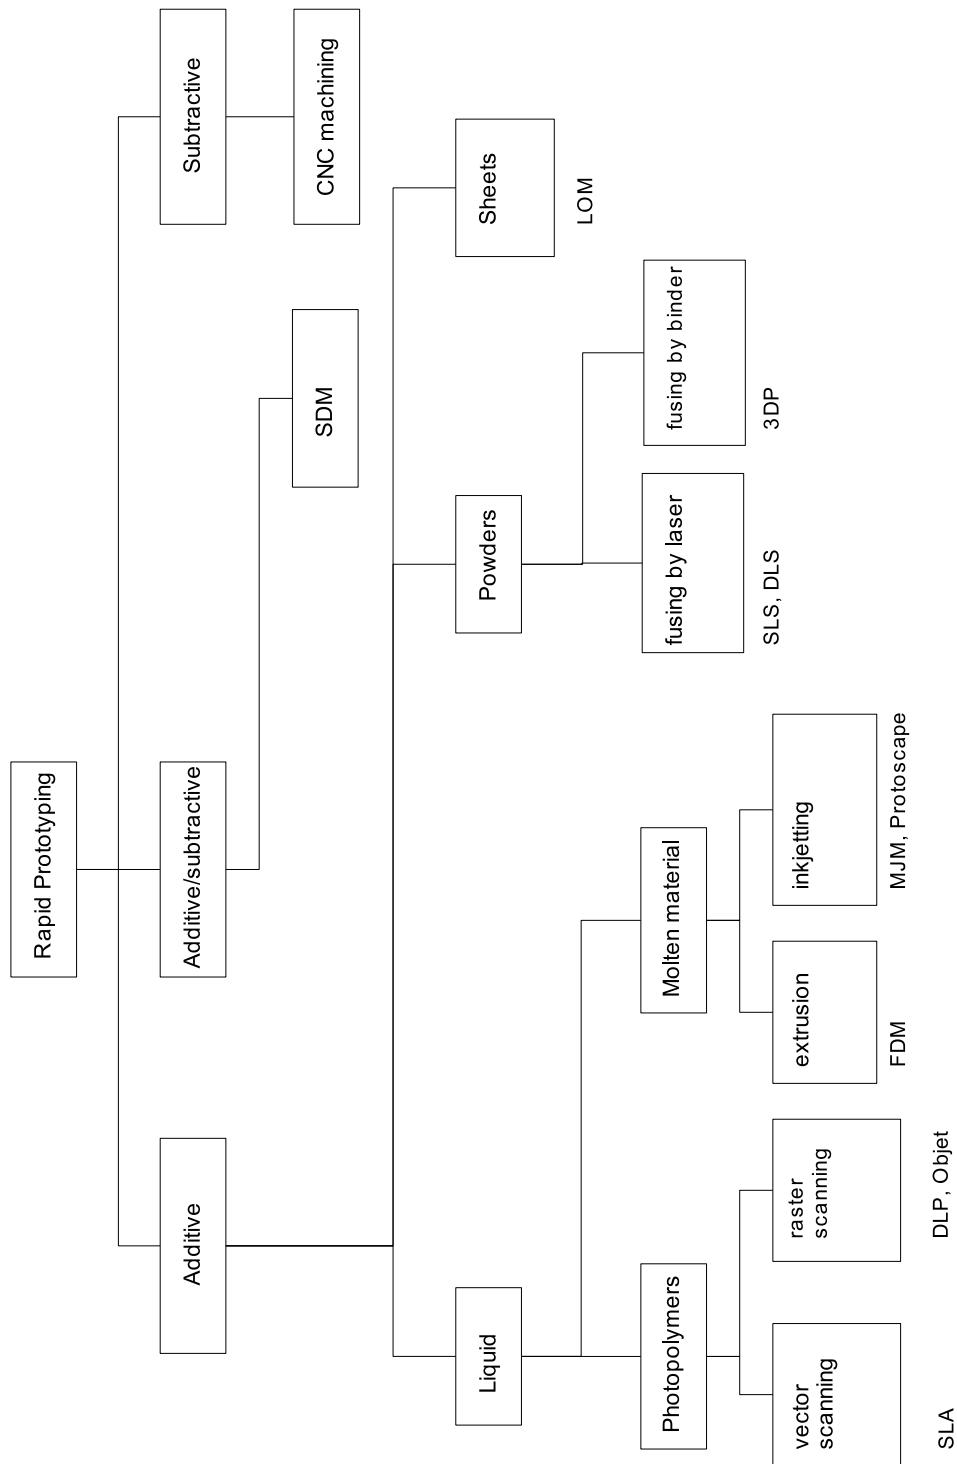 Rapid Prototyping
Additive
Additive/subtractive
Subtractive
SDM
CNC machining
Liquid
Powders
Sheets
LOM
Photopolymers
Molten material
fusing by laser
fusing by binder
SLS, DLS
3DP
vector
scanning
raster
scanning
extrusion
inkjetting
SLA
DLP, Objet
FDM
MJM, Protoscape